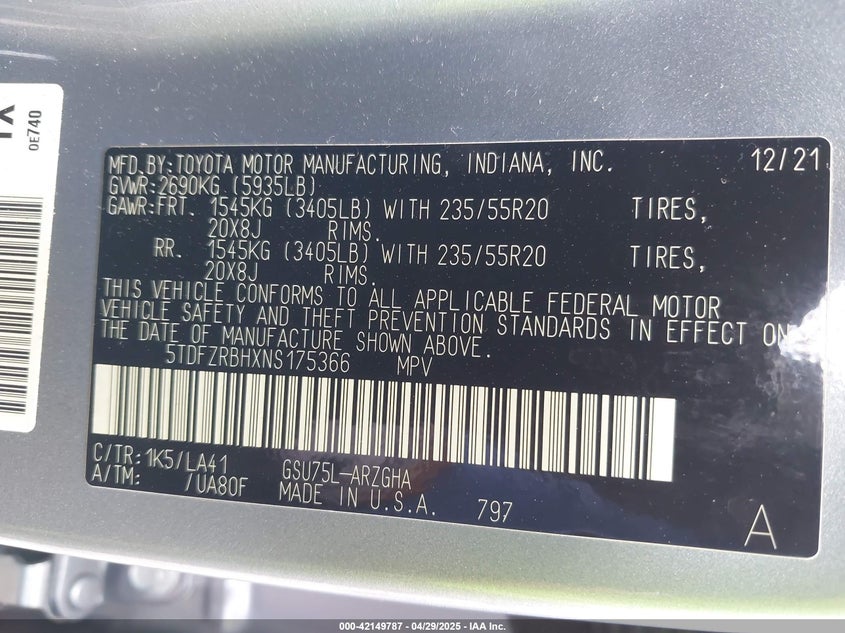 1X
0E740
MFD.BY:TOYOTA MOTOR MANUFACTURING, INDIANA, INC. 12/21
GVWR:2690KG (5935LB)
GAWR:FRT. 1545KG (3405LB) WITH 235/55R20 TIRES,
20X8J RIMS.
RR. 1545KG (3405LB) WITH 235/55R20 TIRES,
20X8J RIMS.
THIS VEHICLE CONFORMS TO ALL APPLICABLE FEDERAL MOTOR
VEHICLE SAFETY AND THEFT PREVENTION STANDARDS IN EFFECT ON
THE DATE OF MANUFACTURE SHOWN ABOVE.
5TDFZRBHXNS175366 MPV
C/TR:1K5/LA41 GSU75L-ARZGHA
A/TM: /UA80F MADE IN U.S.A. 797
A
000-42149787 - 04/29/2025 - IAA Inc.